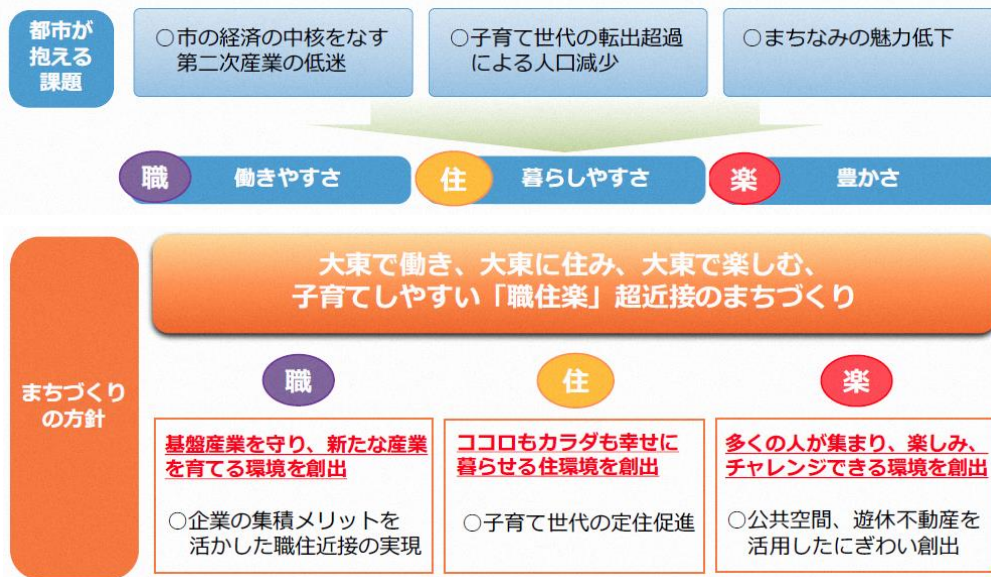 都市が
抱える
課題
○市の経済の中核をなす
第二次産業の低迷
○子育て世代の転出超過
による人口減少
○まちなみの魅力低下
職
働きやすさ
住
暮らしやすさ
楽
豊かさ
まちづくり
の方針
大東で働き、大東に住み、大東で楽しむ、
子育てしやすい「職住楽」超近接のまちづくり
職
基盤産業を守り、新たな産業
を育てる環境を創出
○企業の集積メリットを
活かした職住近接の実現
住
ココロもカラダも幸せに
暮らせる住環境を創出
○子育て世代の定住促進
楽
多くの人が集まり、楽しみ、
チャレンジできる環境を創出
○公共空間、遊休不動産を
活用したにぎわい創出